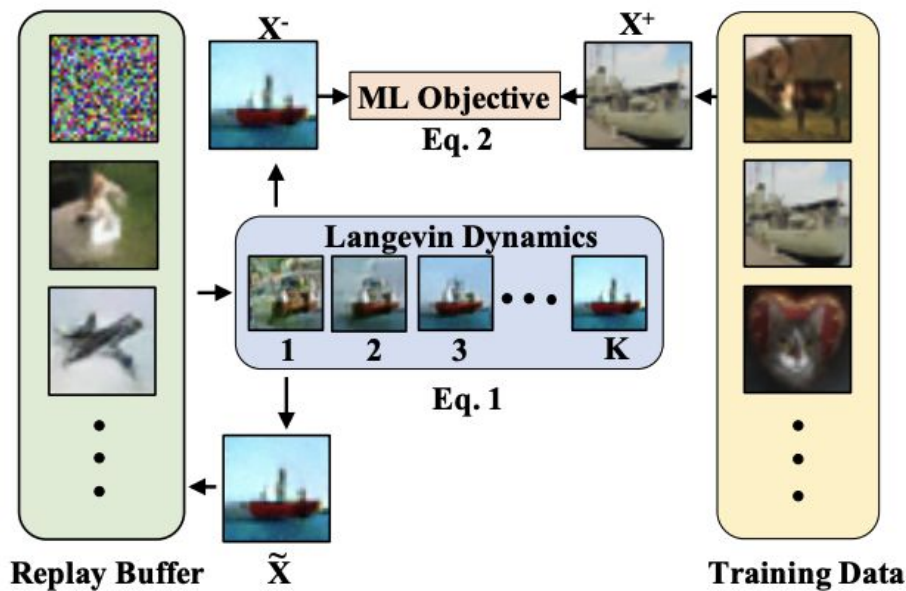 X⁻
X⁺
ML Objective
Eq. 2
Langevin Dynamics
1 2 3 K
Eq. 1
X̃
Replay Buffer
Training Data